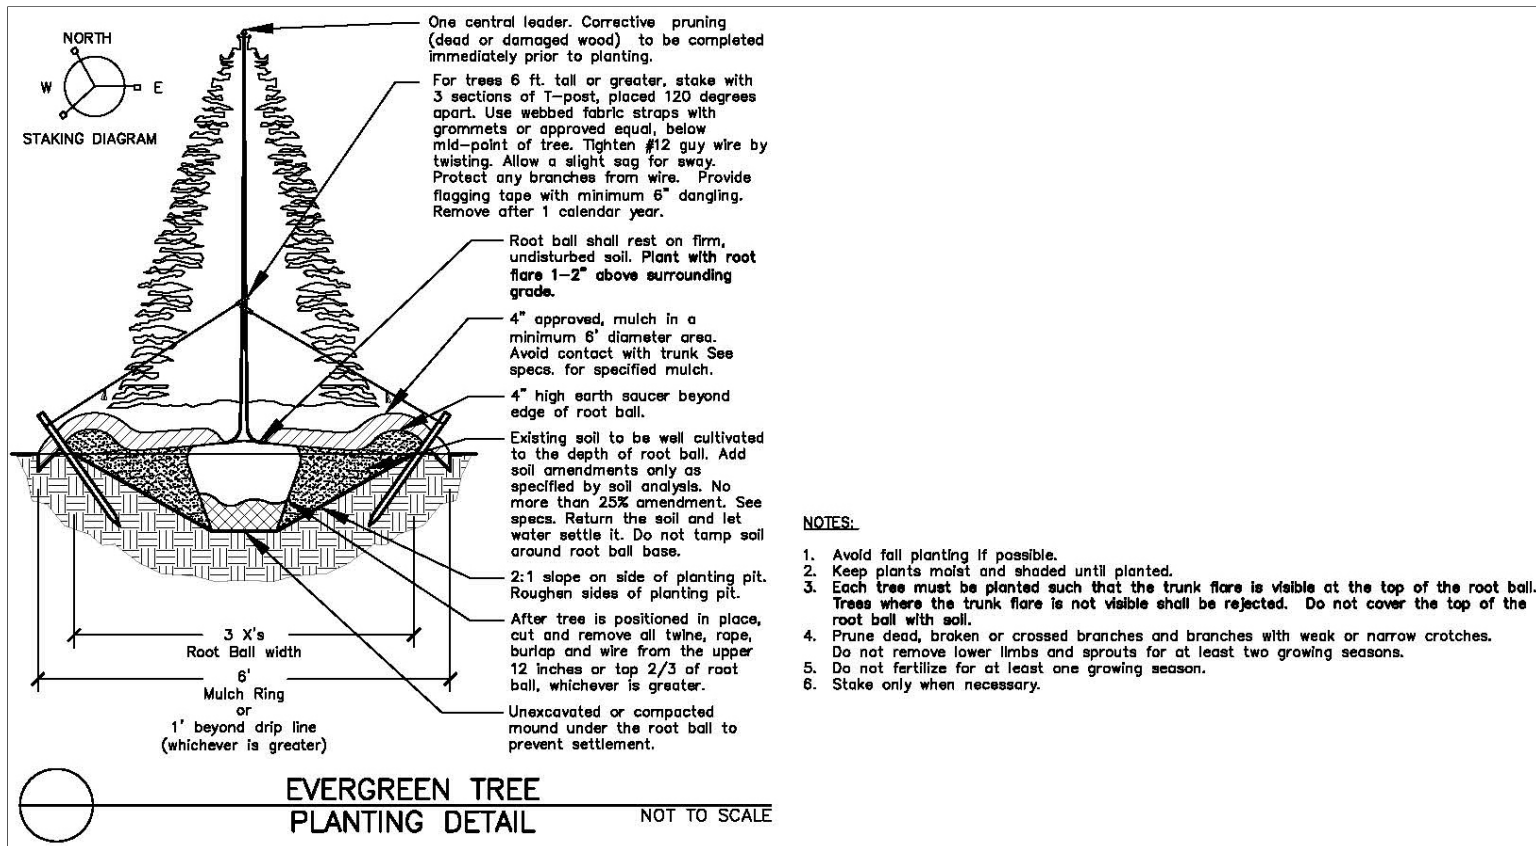 NORTH
W
E
STAKING DIAGRAM
One central leader. Corrective pruning
(dead or damaged wood) to be completed
immediately prior to planting.
For trees 6 ft. tall or greater, stake with
3 sections of T-post, placed 120 degrees
apart. Use webbed fabric straps with
grommets or approved equal, below
mid-point of tree. Tighten #12 guy wire by
twisting. Allow a slight sag for sway.
Protect any branches from wire. Provide
flagging tape with minimum 6" dangling.
Remove after 1 calendar year.
Root ball shall rest on firm,
undisturbed soil. Plant with root
flare 1-2" above surrounding
grade.
4" approved, mulch in a
minimum 6' diameter area.
Avoid contact with trunk See
specs. for specified mulch.
4" high earth saucer beyond
edge of root ball.
Existing soil to be well cultivated
to the depth of root ball. Add
soil amendments only as
specified by soil analysis. No
more than 25% amendment. See
specs. Return the soil and let
water settle it. Do not tamp soil
around root ball base.
2:1 slope on side of planting pit.
Roughen sides of planting pit.
After tree is positioned in place,
cut and remove all twine, rope,
burlap and wire from the upper
12 inches or top 2/3 of root
ball, whichever is greater.
Unexcavated or compacted
mound under the root ball to
prevent settlement.
3 X's
Root Ball width
6'
Mulch Ring
or
1' beyond drip line
(whichever is greater)
EVERGREEN TREE
PLANTING DETAIL
NOT TO SCALE
NOTES:
1. Avoid fall planting if possible.
2. Keep plants moist and shaded until planted.
3. Each tree must be planted such that the trunk flare is visible at the top of the root ball.
Trees where the trunk flare is not visible shall be rejected. Do not cover the top of the
root ball with soil.
4. Prune dead, broken or crossed branches and branches with weak or narrow crotches.
Do not remove lower limbs and sprouts for at least two growing seasons.
5. Do not fertilize for at least one growing season.
6. Stake only when necessary.